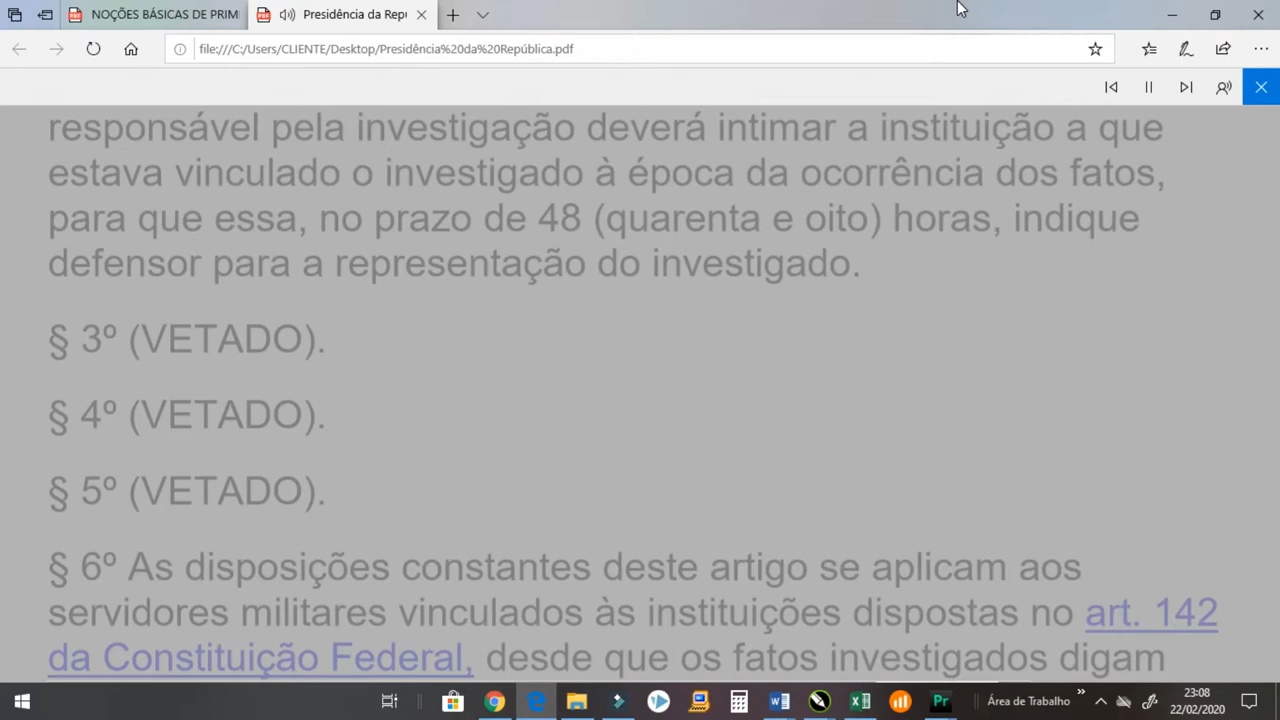 NOÇÕES BÁSICAS DE PRIM
Presidência da Repú
file:///C:/Users/CLIENTE/Desktop/Presidência%20da%20República.pdf
responsável pela investigação deverá intimar a instituição a que
estava vinculado o investigado à época da ocorrência dos fatos,
para que essa, no prazo de 48 (quarenta e oito) horas, indique
defensor para a representação do investigado.
§ 3º (VETADO).
§ 4º (VETADO).
§ 5º (VETADO).
§ 6º As disposições constantes deste artigo se aplicam aos
servidores militares vinculados às instituições dispostas no art. 142
da Constituição Federal, desde que os fatos investigados digam
Área de Trabalho
23:08
22/02/2020